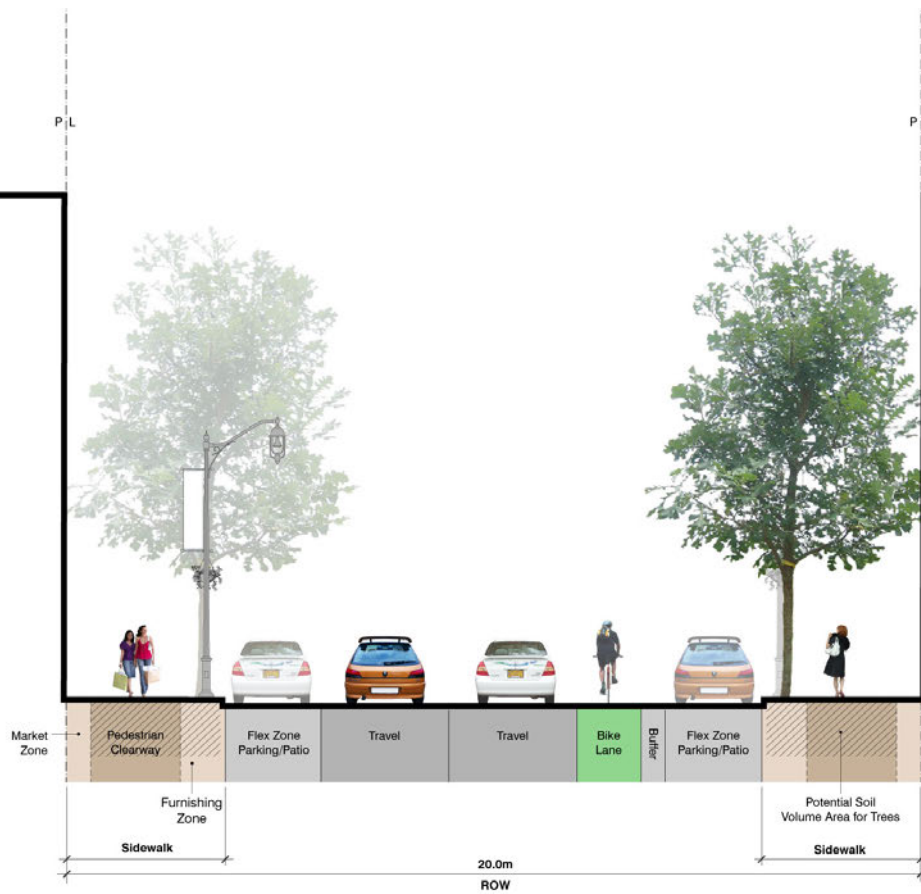 P L
P
Market
Zone
Pedestrian
Clearway
Flex Zone
Parking/Patio
Travel
Travel
Bike
Lane
Buffer
Flex Zone
Parking/Patio
Furnishing
Zone
Potential Soil
Volume Area for Trees
Sidewalk
Sidewalk
20.0m
ROW